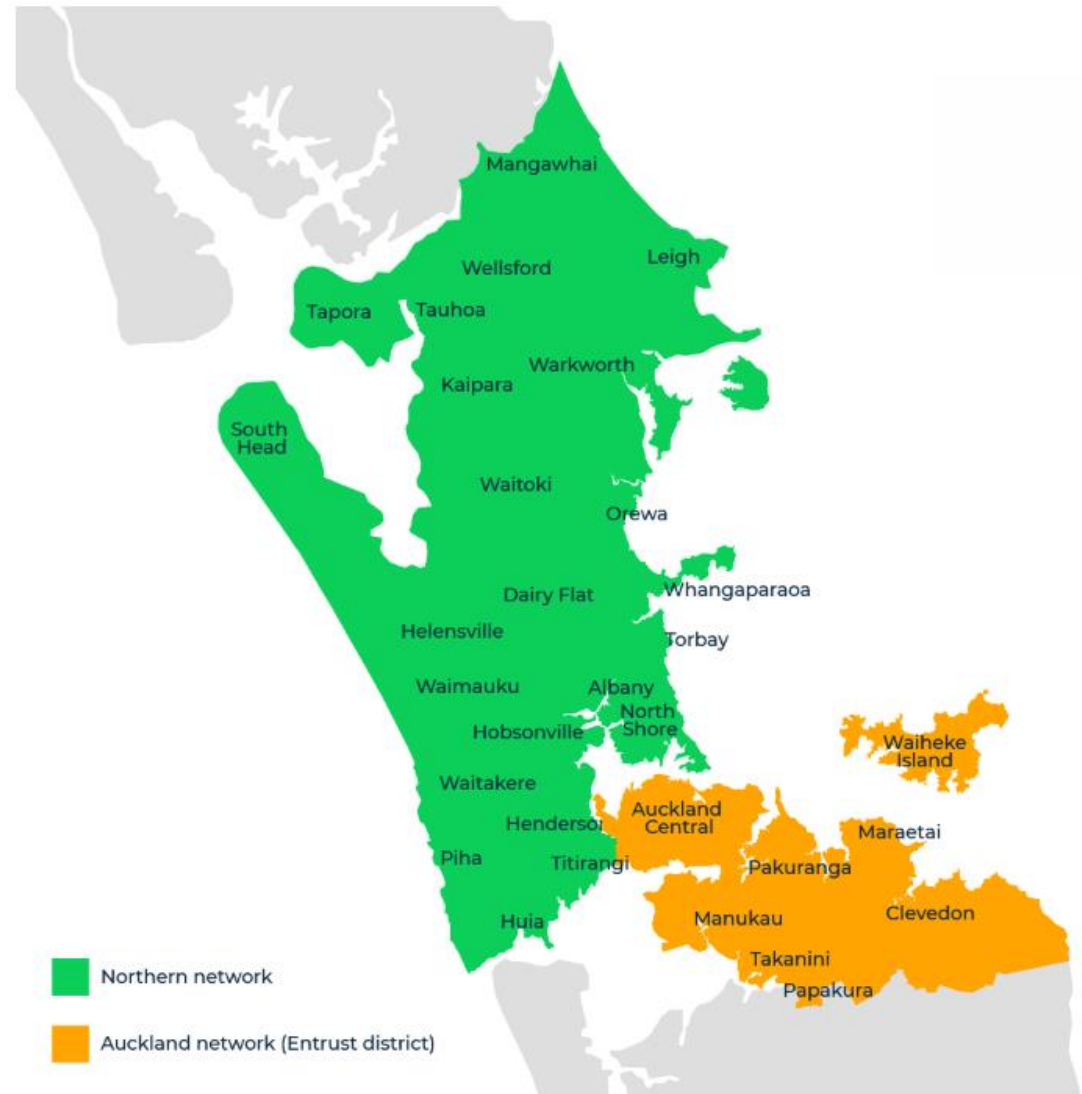 Mangawhai
Leigh
Wellsford
Tapora
Tauhoa
Warkworth
Kaipara
South
Head
Waitoki
Orewa
Whangaparaoa
Dairy Flat
Helensville
Torbay
Waimauku
Albany
North
Shore
Hobsonville
Waiheke
Island
Waitakere
Auckland
Central
Henderson
Maraetai
Piha
Titirangi
Pakuranga
Huia
Manukau
Clevedon
Takanini
Papakura
Northern network
Auckland network (Entrust district)